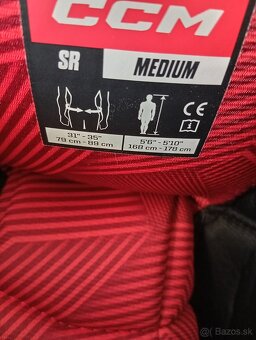 CCM
SR MEDIUM
31" - 35" 5'6" - 5'10"
79 cm - 89 cm 168 cm - 178 cm
CE
© bazos.sk